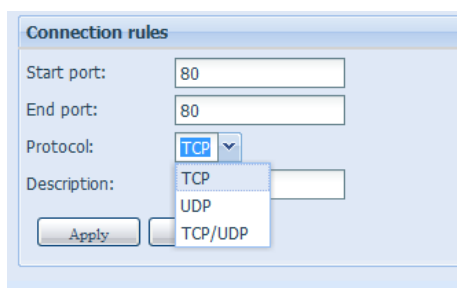 Connection rules
Start port: 80
End port: 80
Protocol: TCP
TCP
Description:
UDP
Apply TCP/UDP